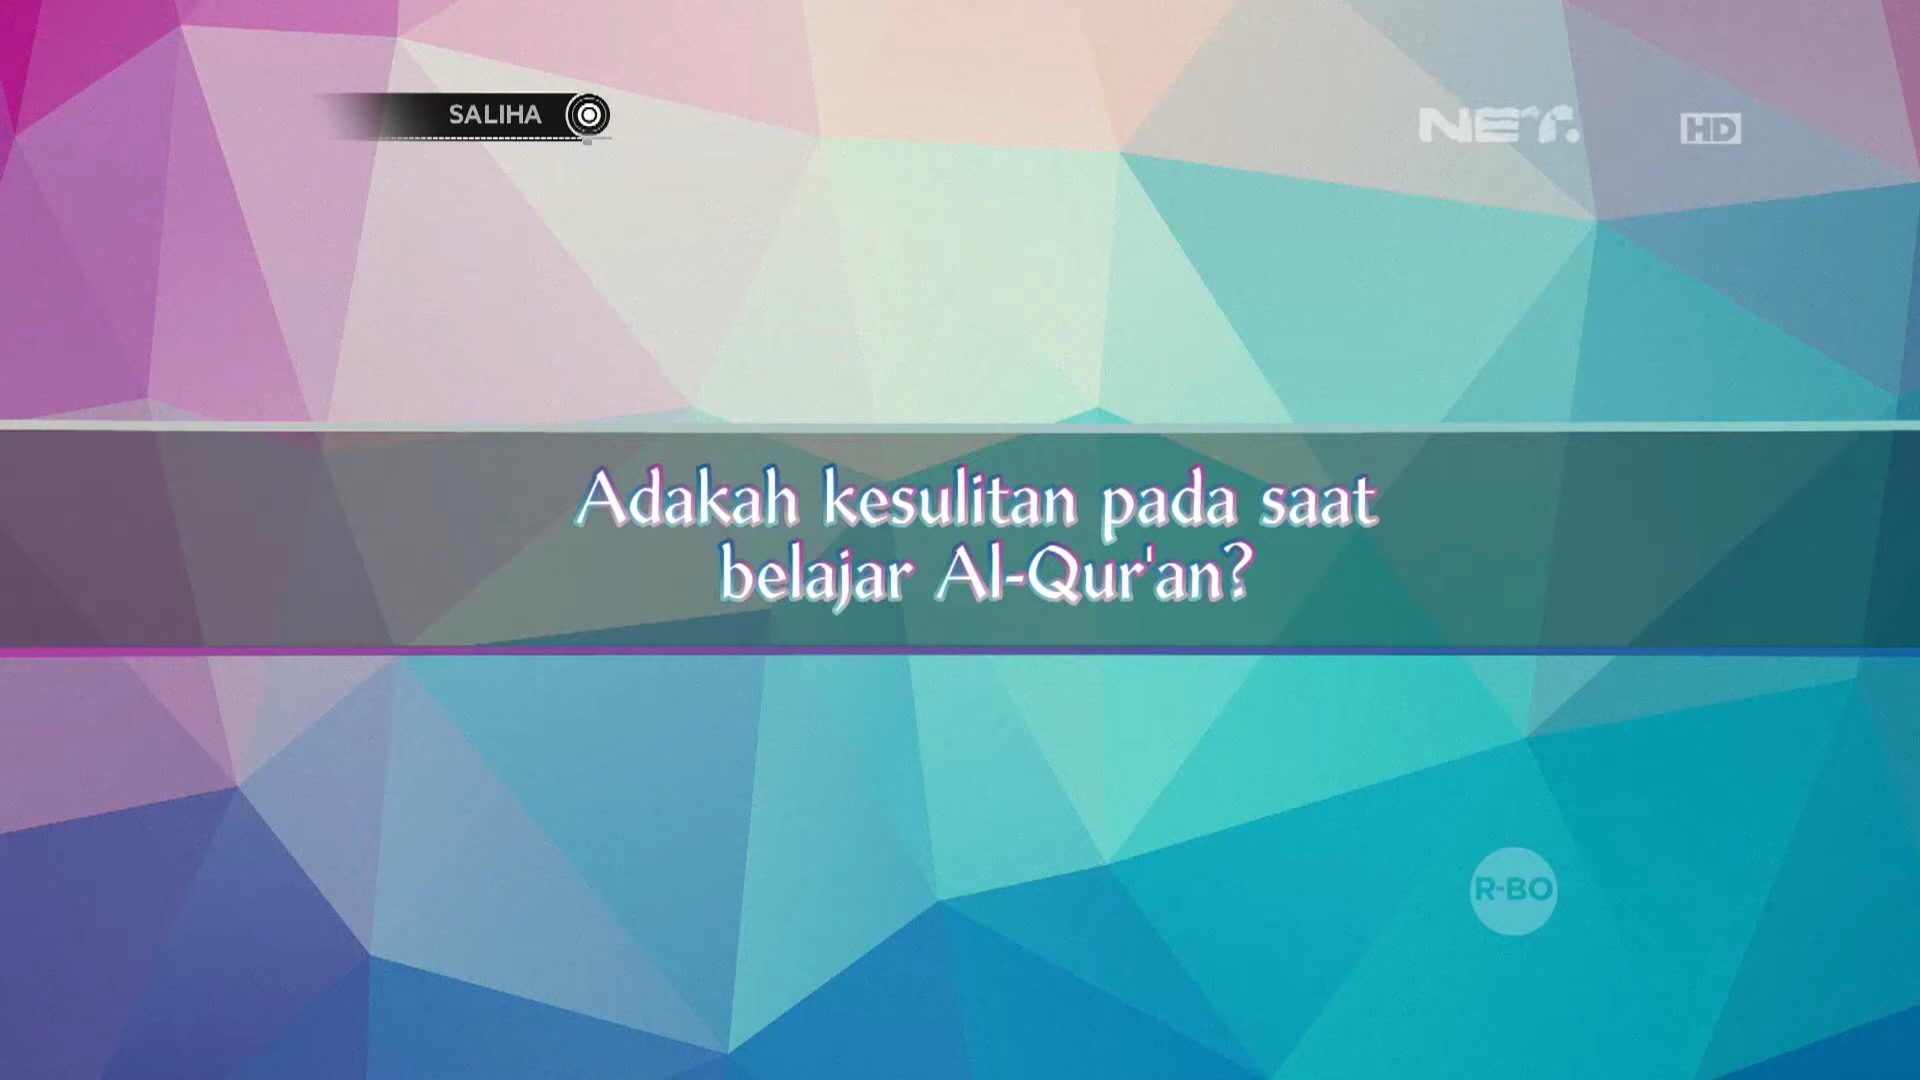 SALIHA
NET.
HD
Adakah kesulitan pada saat
belajar Al-Qur'an?
R-BO